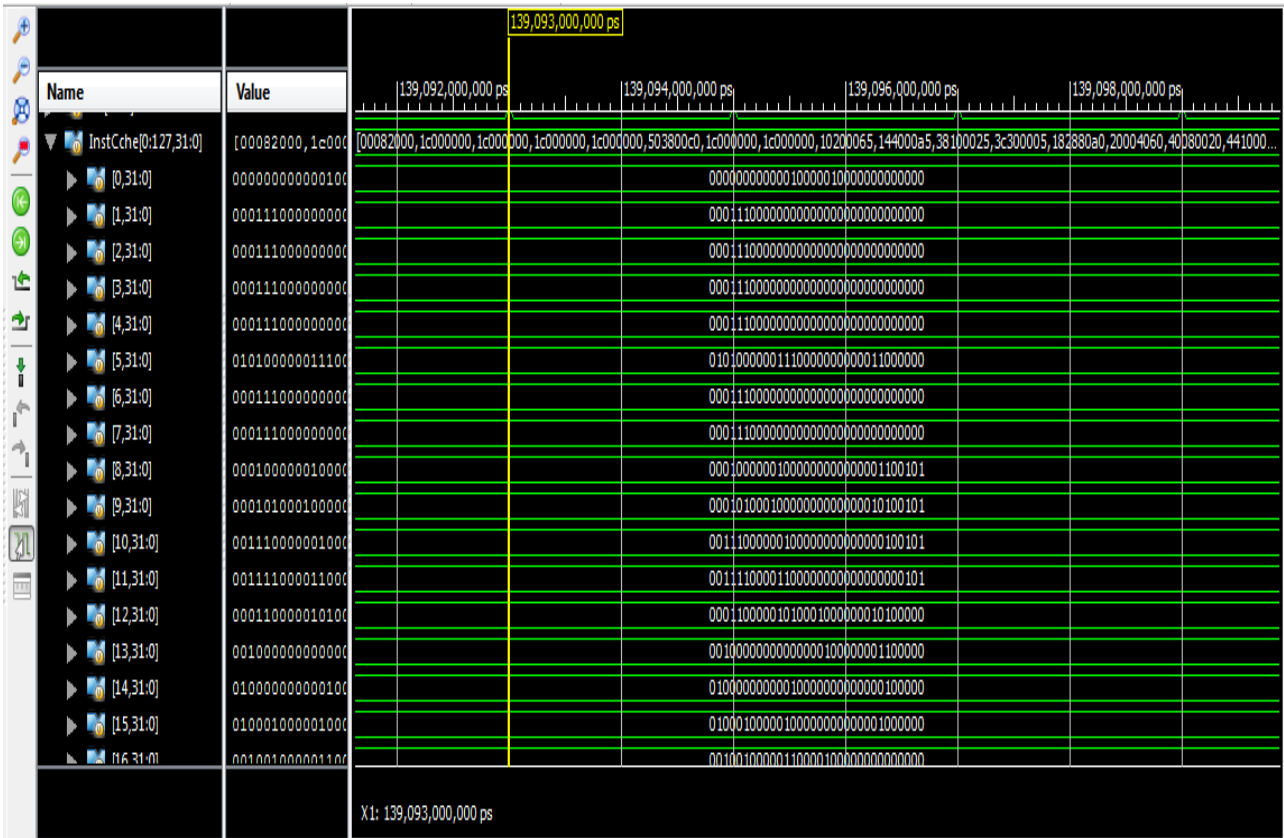 139,093,000,000 ps
Name Value |139,092,000,000 ps |139,094,000,000 ps |139,096,000,000 ps |139,098,000,000 ps
InstCche[0:127,31:0] [00082000,1c000 [00082000,1c000000,1c000000,1c000000,1c000000,503800c0,1c000000,1c000000,10200065,144000a5,38100025,3c300005,182880a0,20004060,40080020,441000...
[0,31:0] 000000000000100 00000000000010000010000000000000
[1,31:0] 000111000000000 00011100000000000000000000000000
[2,31:0] 000111000000000 00011100000000000000000000000000
[3,31:0] 000111000000000 00011100000000000000000000000000
[4,31:0] 000111000000000 00011100000000000000000000000000
[5,31:0] 010100000011100 01010000001110000000000011000000
[6,31:0] 000111000000000 00011100000000000000000000000000
[7,31:0] 000111000000000 00011100000000000000000000000000
[8,31:0] 000100000010000 00010000001000000000000001100101
[9,31:0] 000101000100000 00010100010000000000000010100101
[10,31:0] 001110000001000 00111000000100000000000000100101
[11,31:0] 001111000011000 00111100001100000000000000000101
[12,31:0] 000110000010100 00011000001010001000000010100000
[13,31:0] 001000000000000 00100000000000000100000001100000
[14,31:0] 010000000000100 01000000000010000000000000100000
[15,31:0] 010001000001000 01000100000100000000000001000000
[16,31:0]
X1: 139,093,000,000 ps